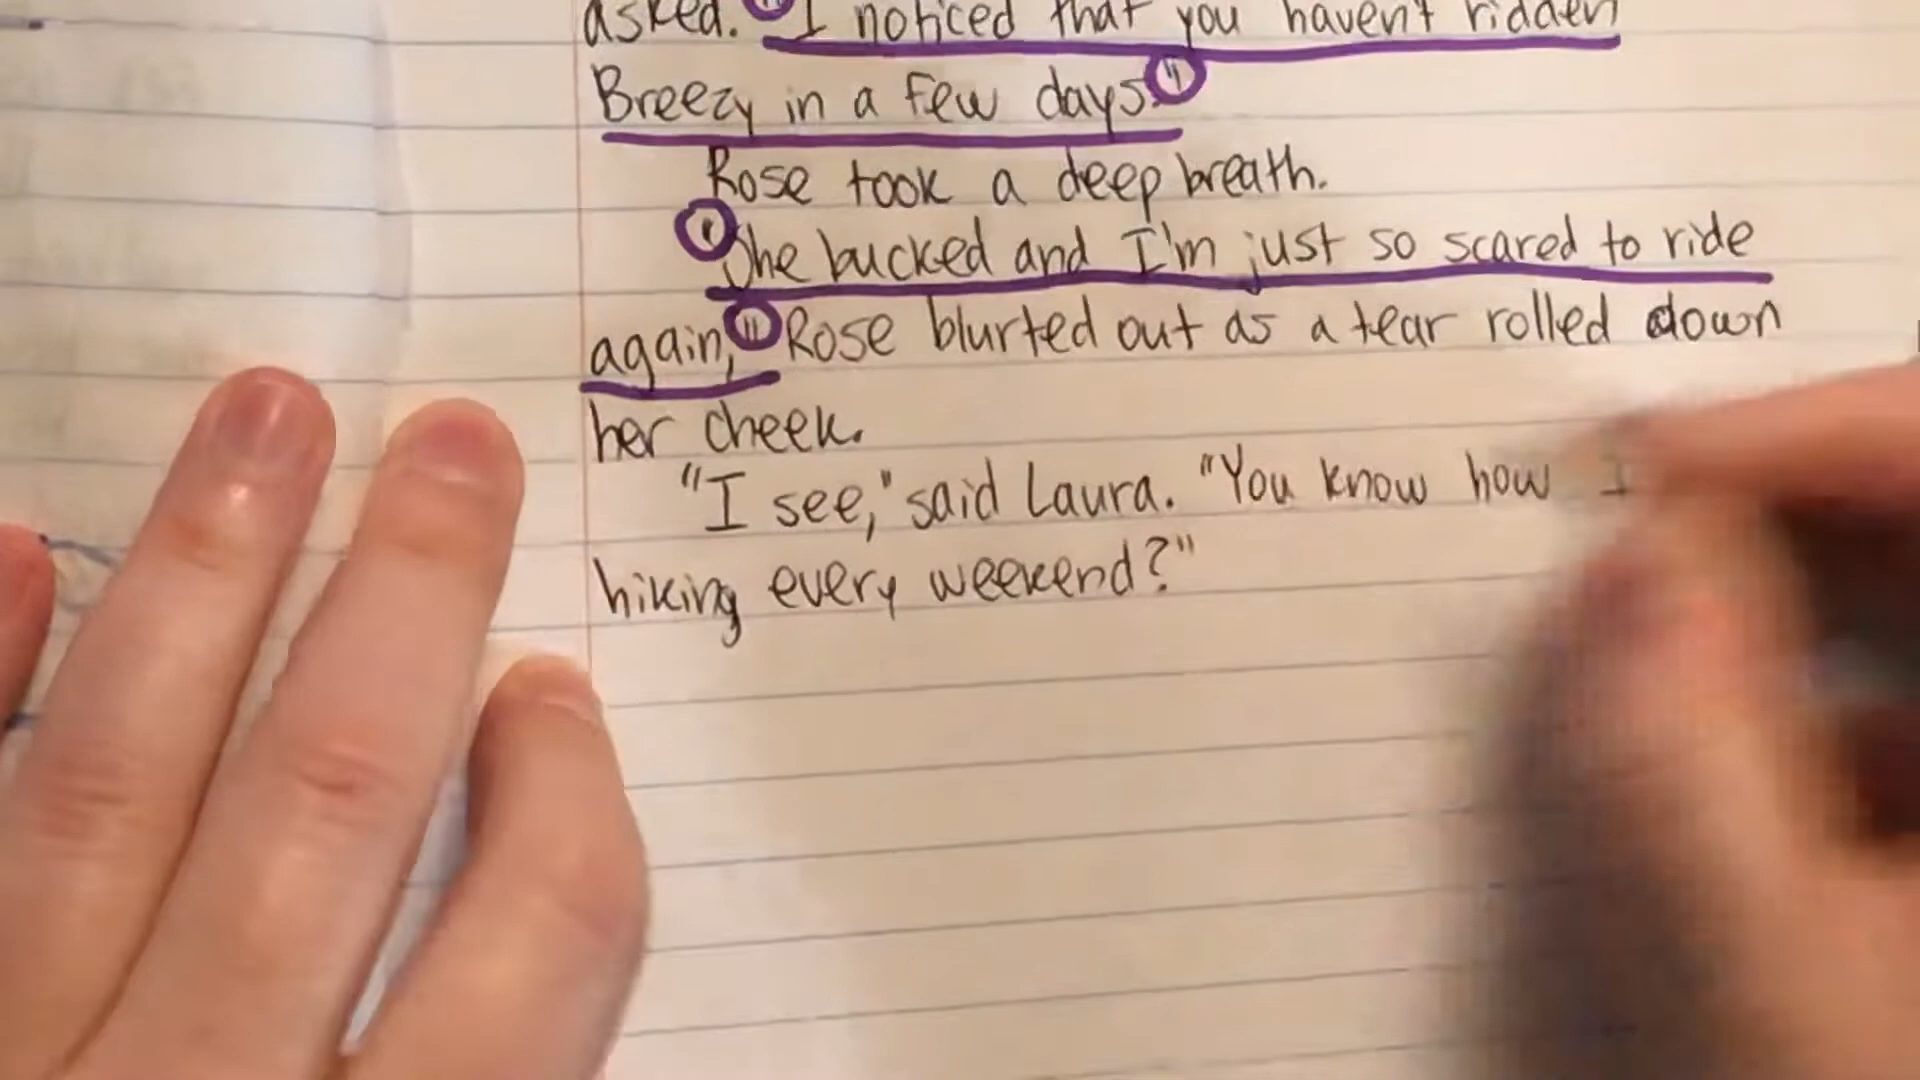 asked. "I noticed that you haven't ridden
Breezy in a few days."
Rose took a deep breath.
"She bucked and I'm just so scared to ride
again," Rose blurted out as a tear rolled down
her cheek.
"I see," said Laura. "You know how I
hiking every weekend?"